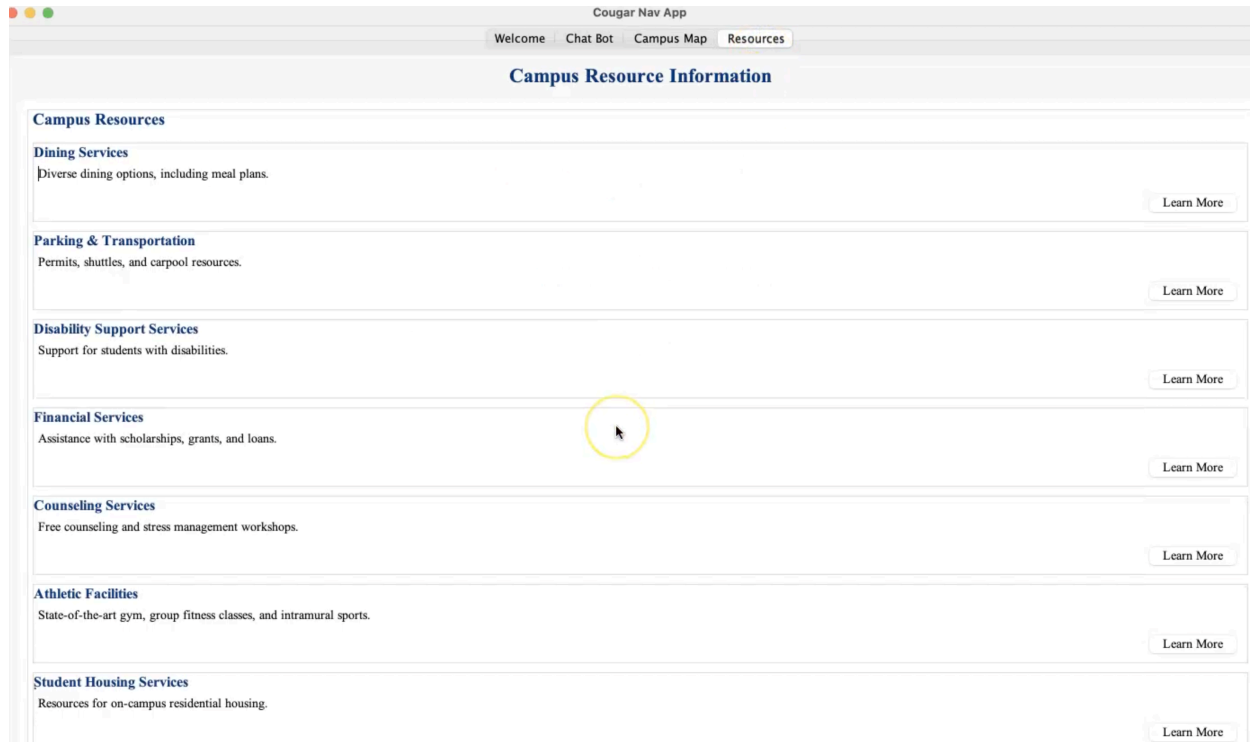 Cougar Nav App
Welcome Chat Bot Campus Map Resources
Campus Resource Information
Campus Resources
Dining Services
Diverse dining options, including meal plans.
Learn More
Parking & Transportation
Permits, shuttles, and carpool resources.
Learn More
Disability Support Services
Support for students with disabilities.
Learn More
Financial Services
Assistance with scholarships, grants, and loans.
Learn More
Counseling Services
Free counseling and stress management workshops.
Learn More
Athletic Facilities
State-of-the-art gym, group fitness classes, and intramural sports.
Learn More
Student Housing Services
Resources for on-campus residential housing.
Learn More